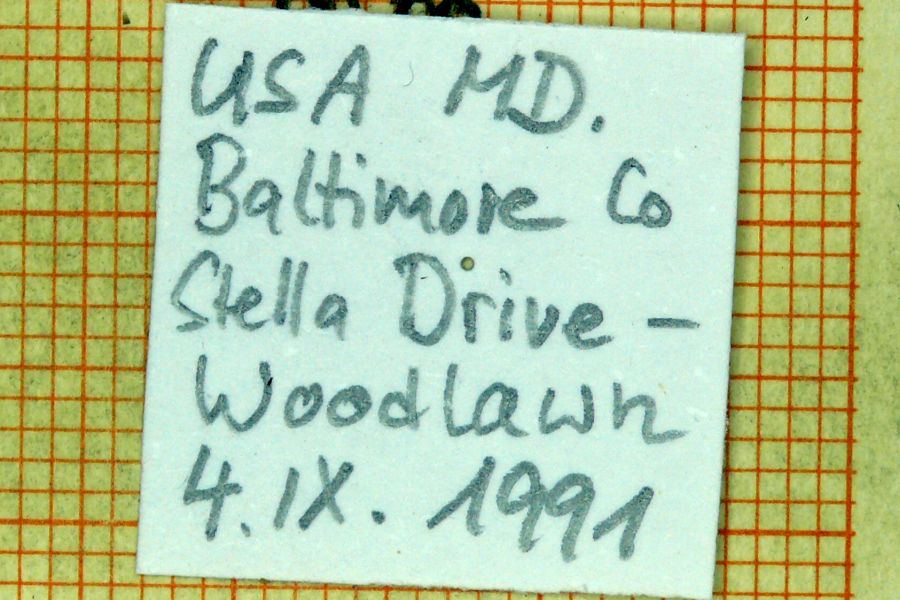 USA MD.
Baltimore Co
Stella Drive -
Woodlawn
4.IX. 1991